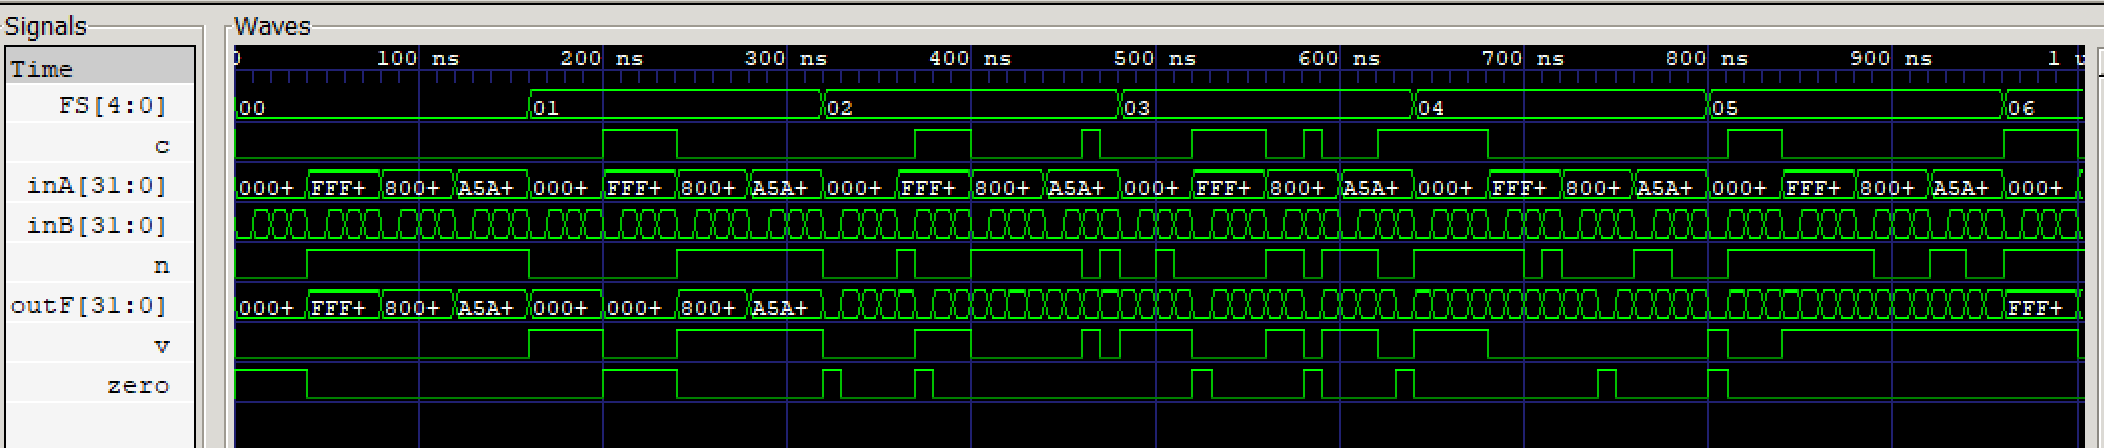 Signals
Waves
Time
0 100 ns 200 ns 300 ns 400 ns 500 ns 600 ns 700 ns 800 ns 900 ns 1 u
FS[4:0]
00 01 02 03 04 05 06
c
inA[31:0]
000+ FFF+ 800+ A5A+ 000+ FFF+ 800+ A5A+ 000+ FFF+ 800+ A5A+ 000+ FFF+ 800+ A5A+ 000+ FFF+ 800+ A5A+ 000+ FFF+ 800+ A5A+ 000+
inB[31:0]
n
outF[31:0]
000+ FFF+ 800+ A5A+ 000+ 000+ 800+ A5A+ FFF+
v
zero